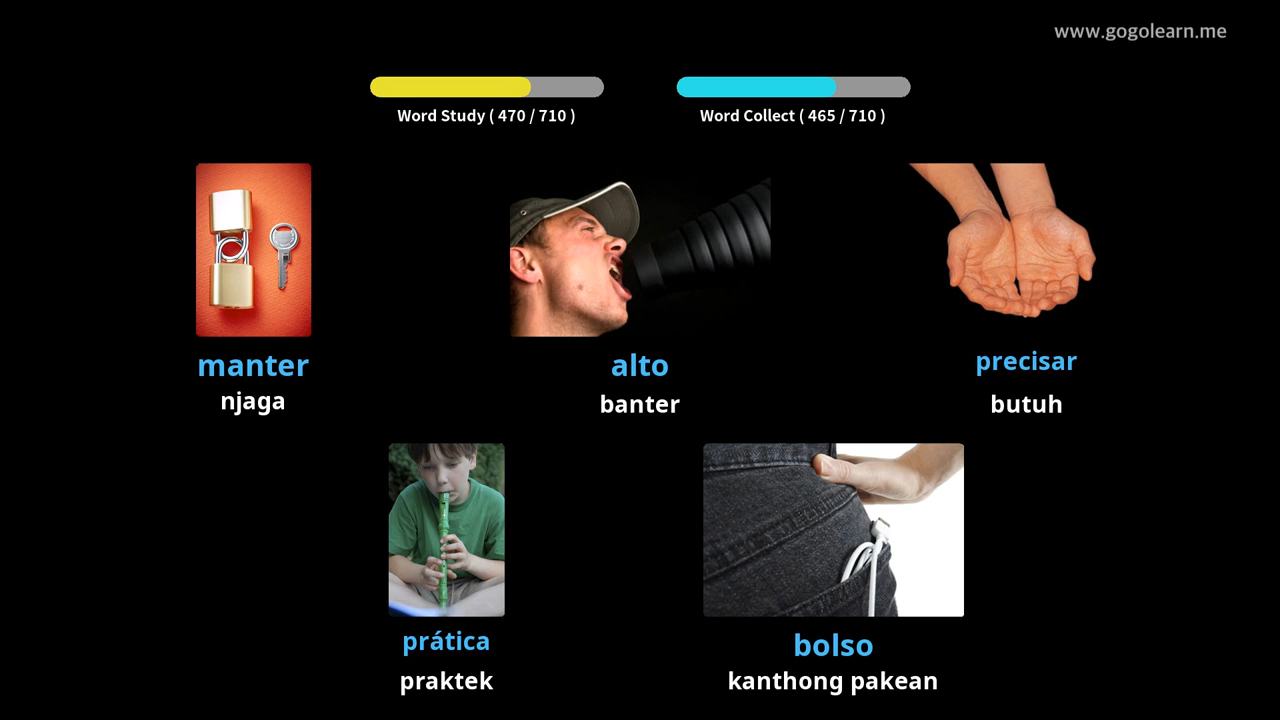 www.gogolearn.me
Word Study ( 470 / 710 )
Word Collect ( 465 / 710 )
manter
njaga
alto
banter
precisar
butuh
prática
praktek
bolso
kanthong pakean